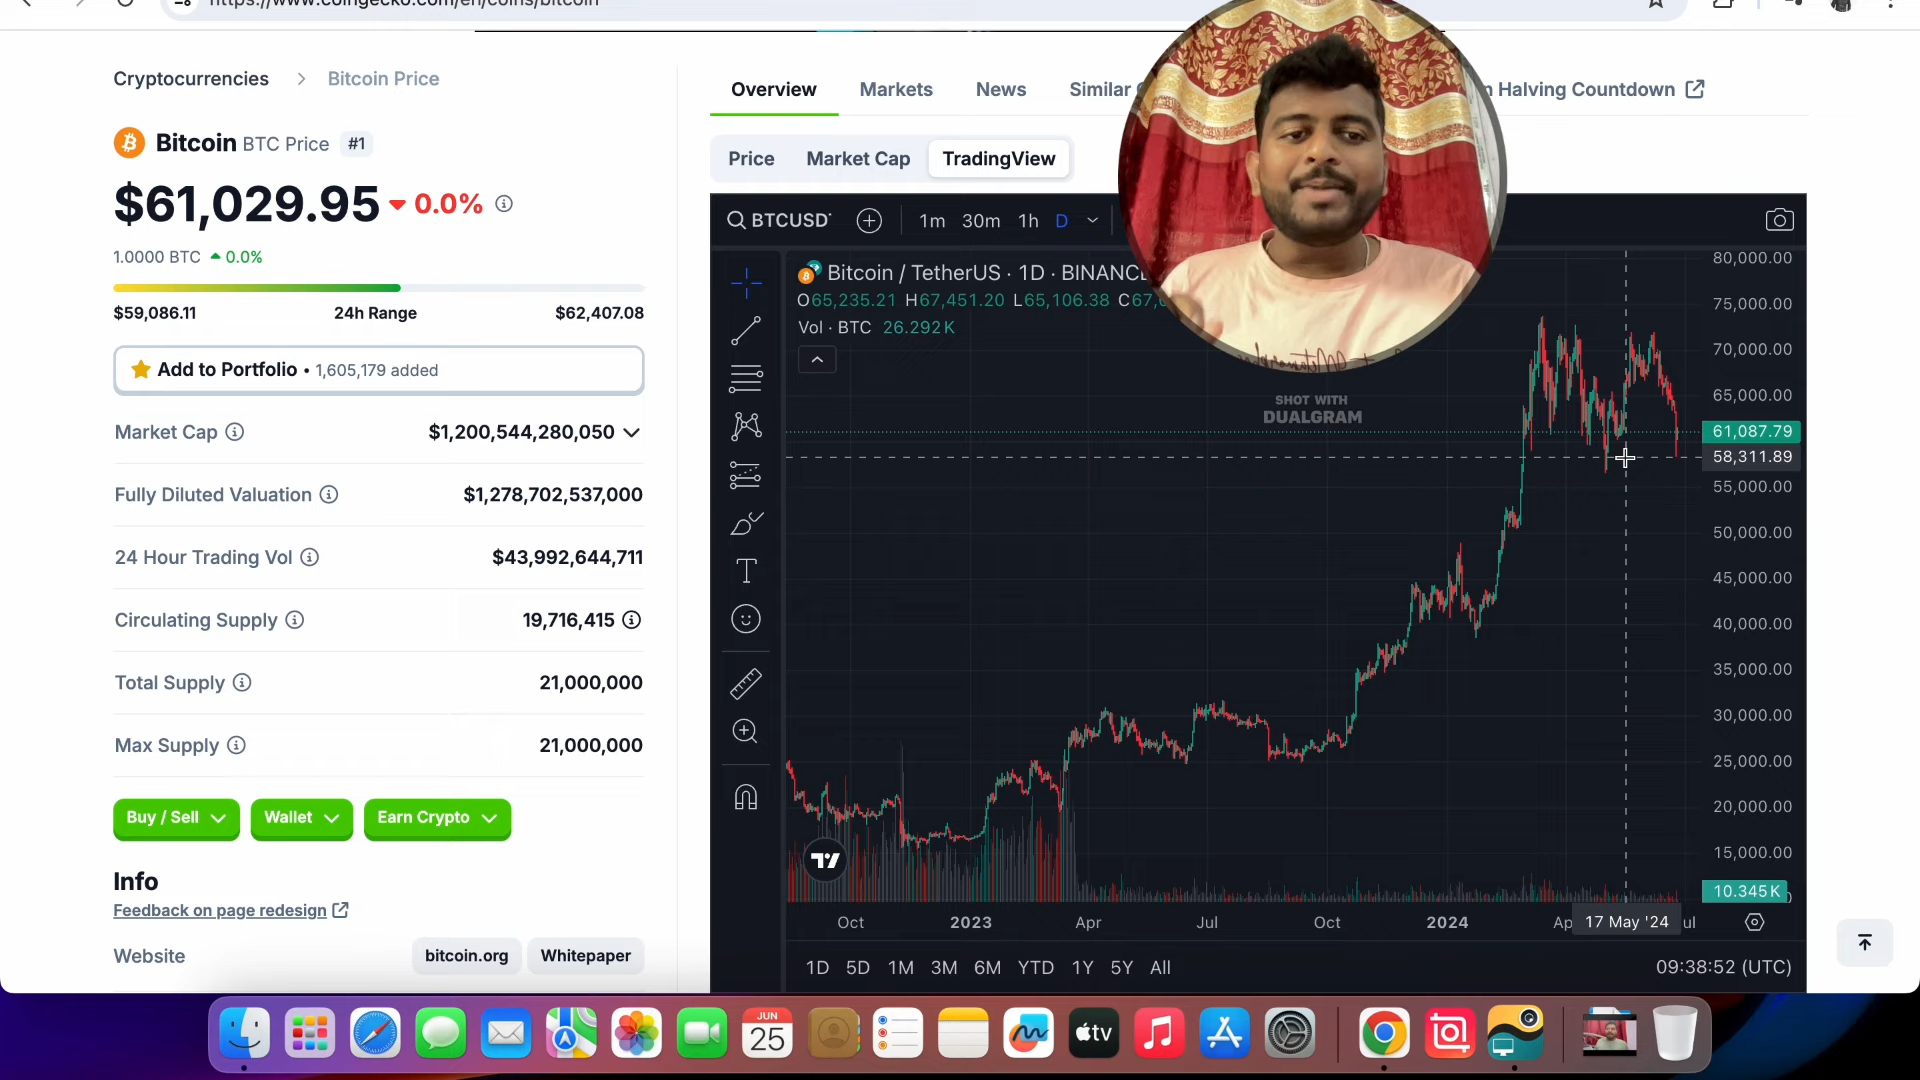 https://www.coingecko.com/en/coins/bitcoin
Cryptocurrencies > Bitcoin Price
Bitcoin BTC Price #1
$61,029.95 0.0%
1.0000 BTC 0.0%
$59,086.11 24h Range $62,407.08
Add to Portfolio • 1,605,179 added
Market Cap $1,200,544,280,050
Fully Diluted Valuation $1,278,702,537,000
24 Hour Trading Vol $43,992,644,711
Circulating Supply 19,716,415
Total Supply 21,000,000
Max Supply 21,000,000
Buy / Sell Wallet Earn Crypto
Info
Feedback on page redesign
Website bitcoin.org Whitepaper
Overview Markets News Similar Halving Countdown
Price Market Cap TradingView
BTCUSD 1m 30m 1h D
Bitcoin / TetherUS · 1D · BINANCE
O65,235.21 H67,451.20 L65,106.38 C67,
Vol · BTC 26.292K
SHOT WITH
DUALGRAM
80,000.00
75,000.00
70,000.00
65,000.00
61,087.79
58,311.89
55,000.00
50,000.00
45,000.00
40,000.00
35,000.00
30,000.00
25,000.00
20,000.00
15,000.00
10.345K
Oct 2023 Apr Jul Oct 2024 Ap 17 May '24 ul
1D 5D 1M 3M 6M YTD 1Y 5Y All 09:38:52 (UTC)
JUN
25
tv